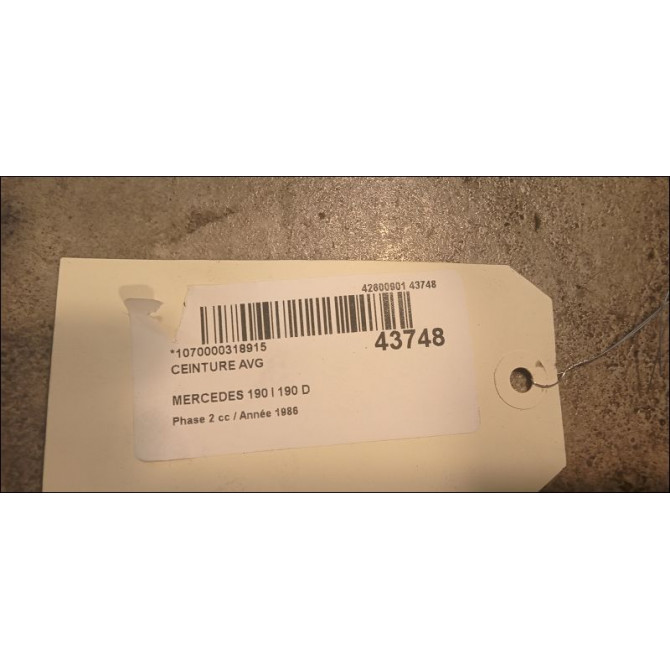 42800901 43748
*1070000318915
43748
CEINTURE AVG
MERCEDES 190 I 190 D
Phase 2 cc / Année 1986